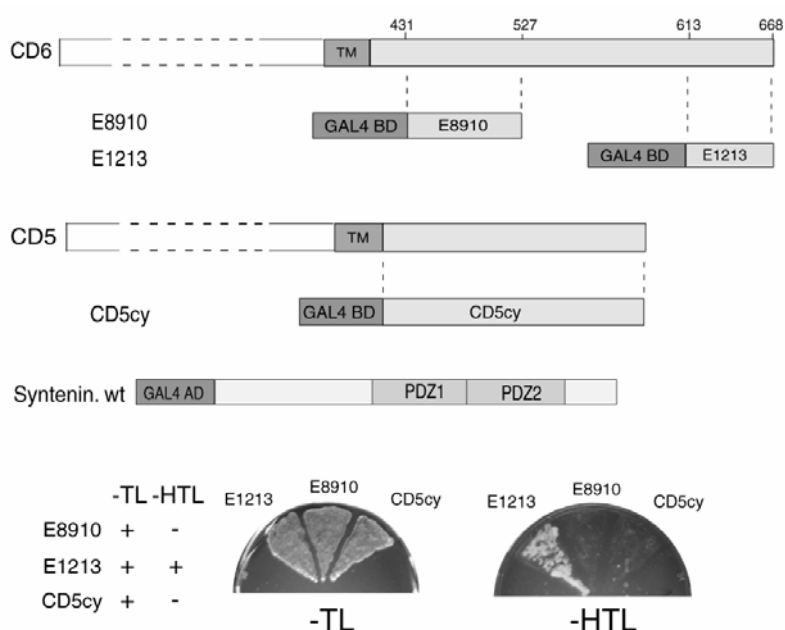 431 527 613 668
CD6 TM
E8910 GAL4 BD E8910
E1213 GAL4 BD E1213
CD5 TM
CD5cy GAL4 BD CD5cy
Syntenin. wt GAL4 AD PDZ1 PDZ2
-TL -HTL E1213 E8910 CD5cy E1213 E8910 CD5cy
E8910 + -
E1213 + +
CD5cy + -
-TL -HTL